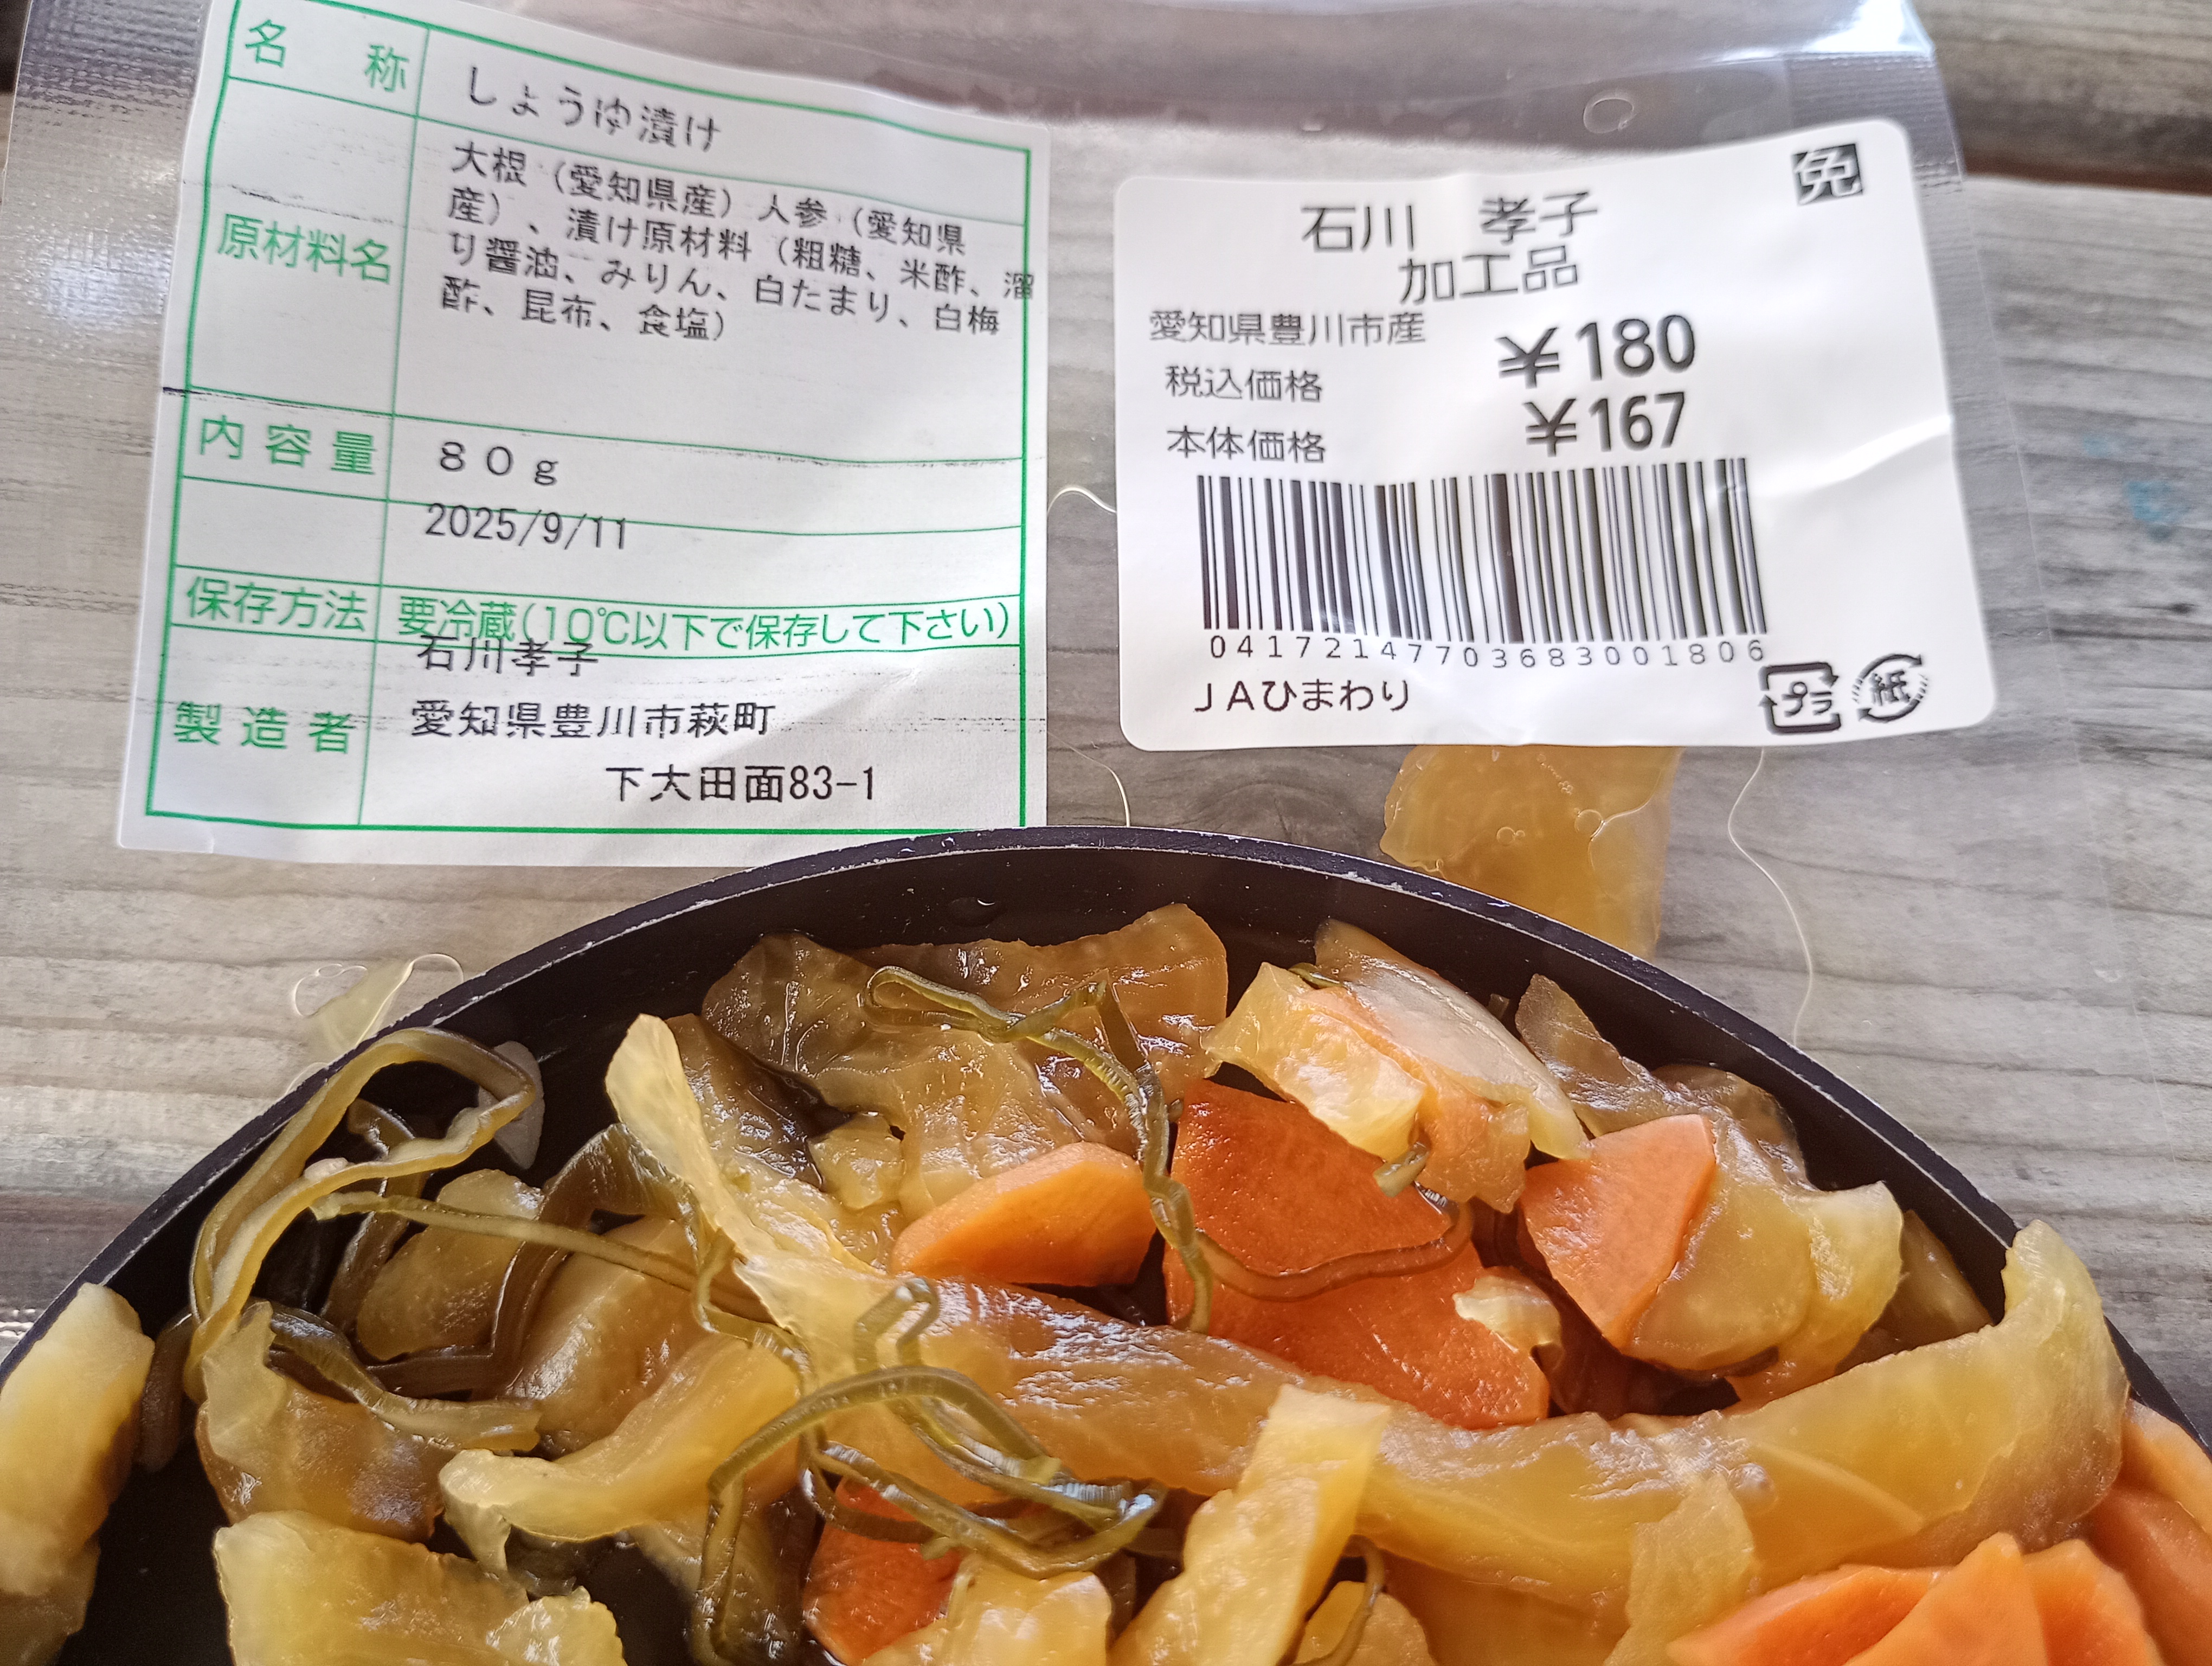 名 称
しょうゆ漬け
原材料名
大根（愛知県産）人参（愛知県
産）、漬け原材料（粗糖、米酢、溜
り醤油、みりん、白たまり、白梅
酢、昆布、食塩）
内容量
80g
2025/9/11
保存方法
要冷蔵(10℃以下で保存して下さい)
製造者
石川孝子
愛知県豊川市萩町
下大田面83-1
免
石川 孝子
加工品
愛知県豊川市産
税込価格 ¥180
本体価格 ¥167
04172147703683001806
JAひまわり
プラ 紙